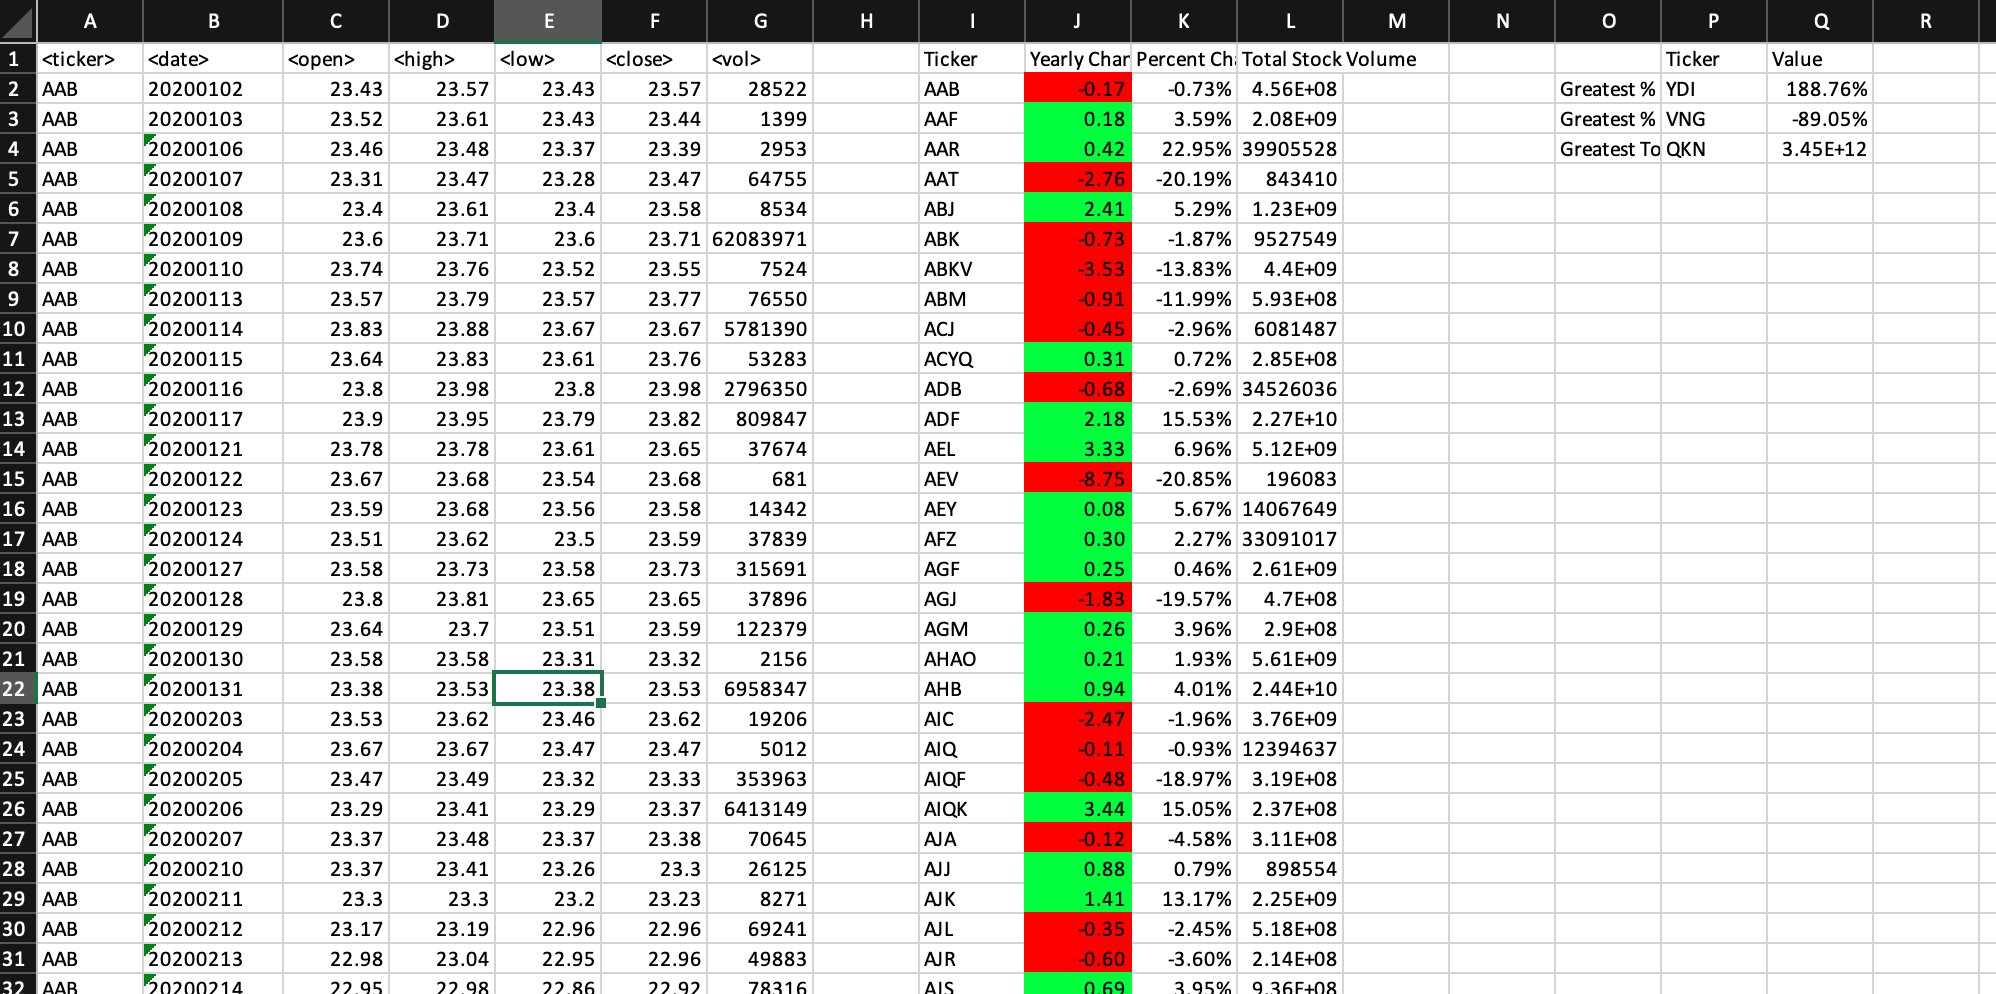 A B C D E F G H I J K L M N O P Q R
1 <ticker> <date> <open> <high> <low> <close> <vol> Ticker Yearly Char Percent Ch Total Stock Volume Ticker Value
2 AAB 20200102 23.43 23.57 23.43 23.57 28522 AAB -0.17 -0.73% 4.56E+08 Greatest % YDI 188.76%
3 AAB 20200103 23.52 23.61 23.43 23.44 1399 AAF 0.18 3.59% 2.08E+09 Greatest % VNG -89.05%
4 AAB 20200106 23.46 23.48 23.37 23.39 2953 AAR 0.42 22.95% 39905528 Greatest To QKN 3.45E+12
5 AAB 20200107 23.31 23.47 23.28 23.47 64755 AAT -2.76 -20.19% 843410
6 AAB 20200108 23.4 23.61 23.4 23.58 8534 ABJ 2.41 5.29% 1.23E+09
7 AAB 20200109 23.6 23.71 23.6 23.71 62083971 ABK -0.73 -1.87% 9527549
8 AAB 20200110 23.74 23.76 23.52 23.55 7524 ABKV -3.53 -13.83% 4.4E+09
9 AAB 20200113 23.57 23.79 23.57 23.77 76550 ABM -0.91 -11.99% 5.93E+08
10 AAB 20200114 23.83 23.88 23.67 23.67 5781390 ACJ -0.45 -2.96% 6081487
11 AAB 20200115 23.64 23.83 23.61 23.76 53283 ACYQ 0.31 0.72% 2.85E+08
12 AAB 20200116 23.8 23.98 23.8 23.98 2796350 ADB -0.68 -2.69% 34526036
13 AAB 20200117 23.9 23.95 23.79 23.82 809847 ADF 2.18 15.53% 2.27E+10
14 AAB 20200121 23.78 23.78 23.61 23.65 37674 AEL 3.33 6.96% 5.12E+09
15 AAB 20200122 23.67 23.68 23.54 23.68 681 AEV -8.75 -20.85% 196083
16 AAB 20200123 23.59 23.68 23.56 23.58 14342 AEY 0.08 5.67% 14067649
17 AAB 20200124 23.51 23.62 23.5 23.59 37839 AFZ 0.30 2.27% 33091017
18 AAB 20200127 23.58 23.73 23.58 23.73 315691 AGF 0.25 0.46% 2.61E+09
19 AAB 20200128 23.8 23.81 23.65 23.65 37896 AGJ -1.83 -19.57% 4.7E+08
20 AAB 20200129 23.64 23.7 23.51 23.59 122379 AGM 0.26 3.96% 2.9E+08
21 AAB 20200130 23.58 23.58 23.31 23.32 2156 AHAO 0.21 1.93% 5.61E+09
22 AAB 20200131 23.38 23.53 23.38 23.53 6958347 AHB 0.94 4.01% 2.44E+10
23 AAB 20200203 23.53 23.62 23.46 23.62 19206 AIC -2.47 -1.96% 3.76E+09
24 AAB 20200204 23.67 23.67 23.47 23.47 5012 AIQ -0.11 -0.93% 12394637
25 AAB 20200205 23.47 23.49 23.32 23.33 353963 AIQF -0.48 -18.97% 3.19E+08
26 AAB 20200206 23.29 23.41 23.29 23.37 6413149 AIQK 3.44 15.05% 2.37E+08
27 AAB 20200207 23.37 23.48 23.37 23.38 70645 AJA -0.12 -4.58% 3.11E+08
28 AAB 20200210 23.37 23.41 23.26 23.3 26125 AJJ 0.88 0.79% 898554
29 AAB 20200211 23.3 23.3 23.2 23.23 8271 AJK 1.41 13.17% 2.25E+09
30 AAB 20200212 23.17 23.19 22.96 22.96 69241 AJL -0.35 -2.45% 5.18E+08
31 AAB 20200213 22.98 23.04 22.95 22.96 49883 AJR -0.60 -3.60% 2.14E+08
32 AAB 20200214 22.95 22.98 22.86 22.92 78316 AJS 0.69 3.95% 9.36E+08